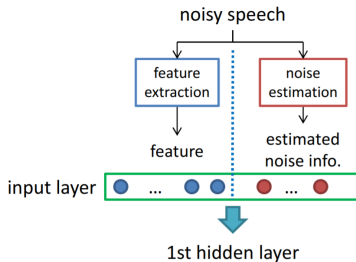 noisy speech
feature
extraction
noise
estimation
feature
estimated
noise info.
input layer
...
...
1st hidden layer